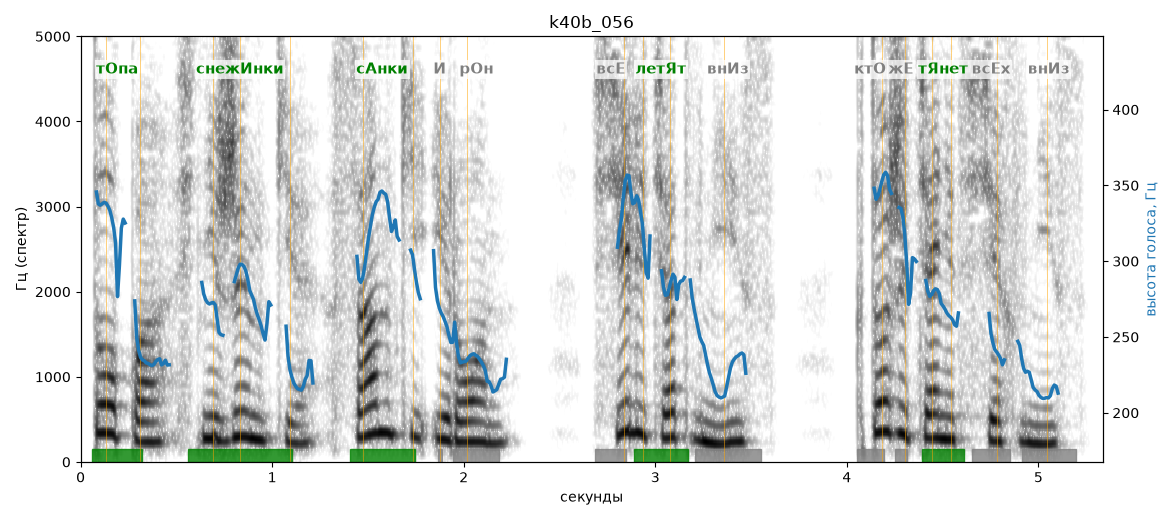 k40b_056
тОпа снежИнки сАнки И рОн всЕ летЯт внИз ктО жЕ тЯнет всЕх внИз
5000
4000
3000
2000
1000
0
Гц (спектр)
400
350
300
250
200
высота голоса, Гц
0 1 2 3 4 5
секунды